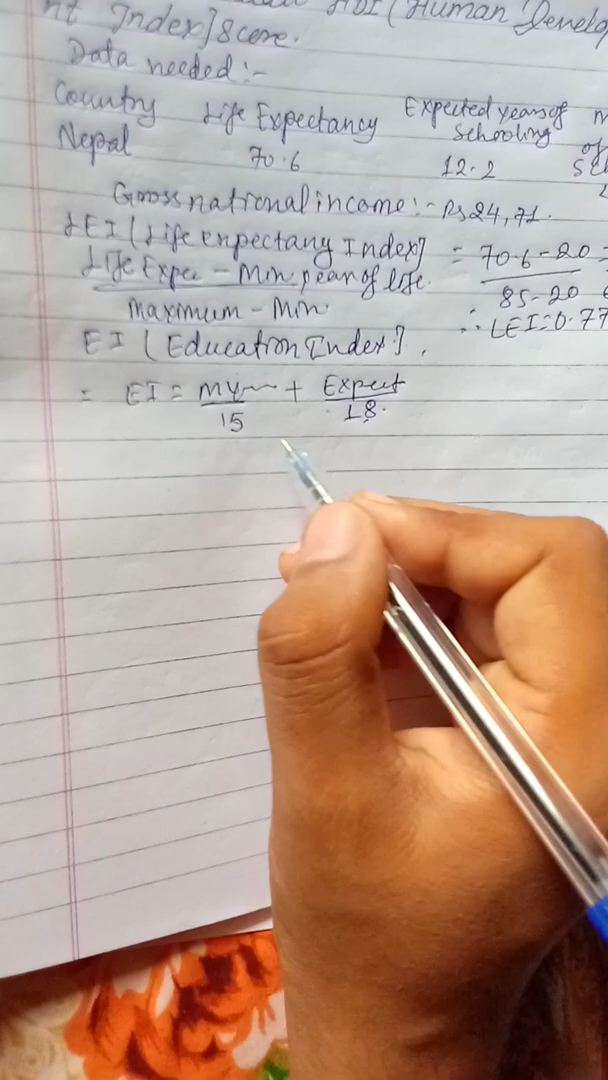 nt Index] Score. HDI (Human Develo
Data needed :-
Country Life Expectancy Expected years of Schooling
Nepal 70.6 12.2
Gross national income :- Rs 24,71.
LEI [Life enpectany Index] = 70.6-20 / 85-20
Life Expec - Min year of life / Maximum - Min.
∴ LEI=0.77
EI [Education Index].
= EI = MY / 15 + Expect / 18.